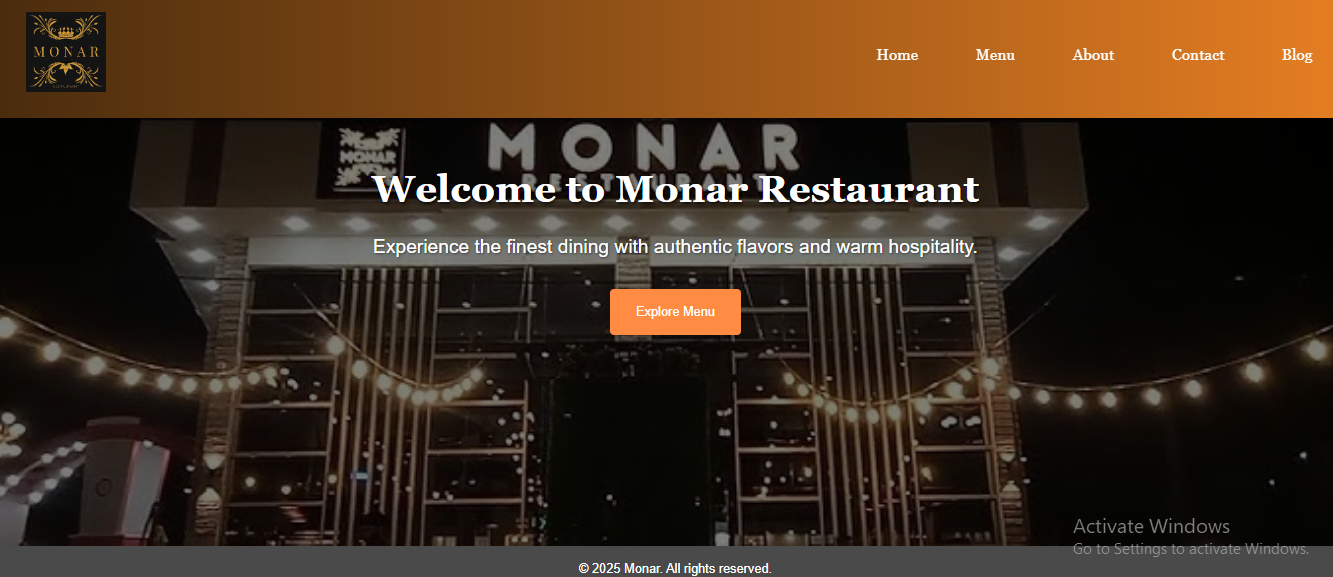 MONAR
Home Menu About Contact Blog
MONAR
MONAR
RESTAURANT
Welcome to Monar Restaurant
Experience the finest dining with authentic flavors and warm hospitality.
Explore Menu
Activate Windows
Go to Settings to activate Windows.
© 2025 Monar. All rights reserved.